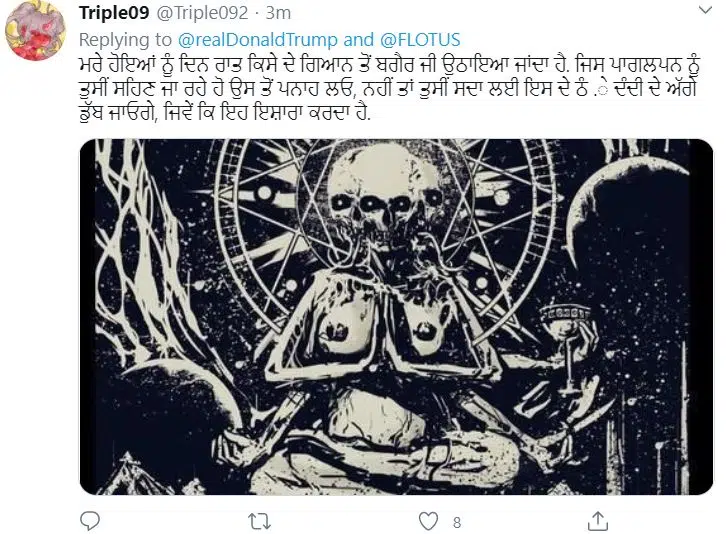 Triple09 @Triple092 · 3m
Replying to @realDonaldTrump and @FLOTUS
ਮਰੇ ਹੋਇਆਂ ਨੂੰ ਦਿਨ ਰਾਤ ਕਿਸੇ ਦੇ ਗਿਆਨ ਤੋਂ ਬਗੈਰ ਜੀ ਉਠਾਇਆ ਜਾਂਦਾ ਹੈ. ਜਿਸ ਪਾਗਲਪਨ ਨੂੰ
ਤੁਸੀਂ ਸਹਿਣ ਜਾ ਰਹੇ ਹੋ ਉਸ ਤੋਂ ਪਨਾਹ ਲਓ, ਨਹੀਂ ਤਾਂ ਤੁਸੀਂ ਸਦਾ ਲਈ ਇਸ ਦੇ ਠੰ .ੇ ਦੰਦੀ ਦੇ ਅੱਗੇ
ਡੁੱਬ ਜਾਓਗੇ, ਜਿਵੇਂ ਕਿ ਇਹ ਇਸ਼ਾਰਾ ਕਰਦਾ ਹੈ.
8